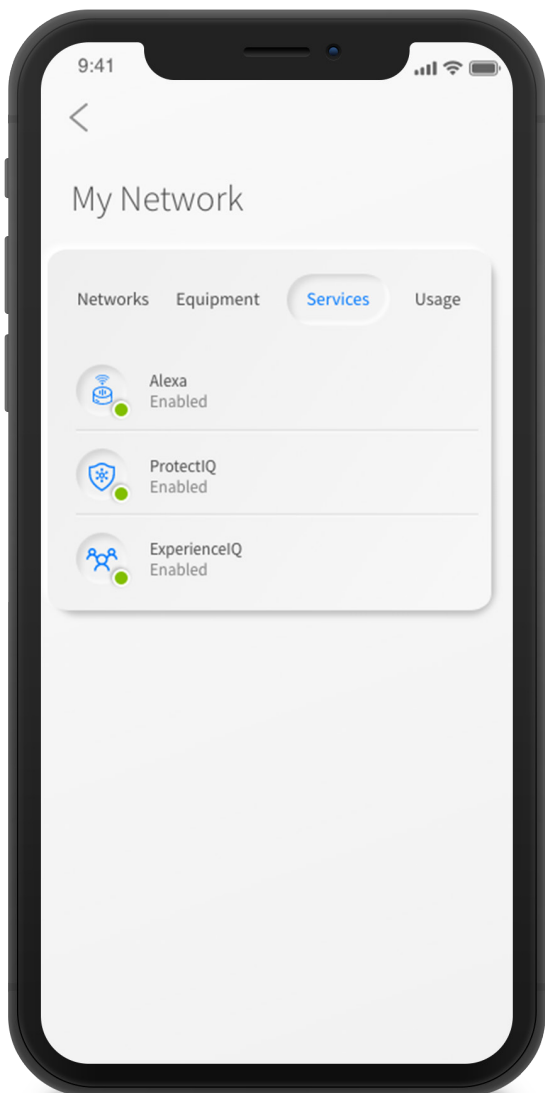 9:41
My Network
Networks Equipment Services Usage
Alexa
Enabled
ProtectIQ
Enabled
ExperienceIQ
Enabled